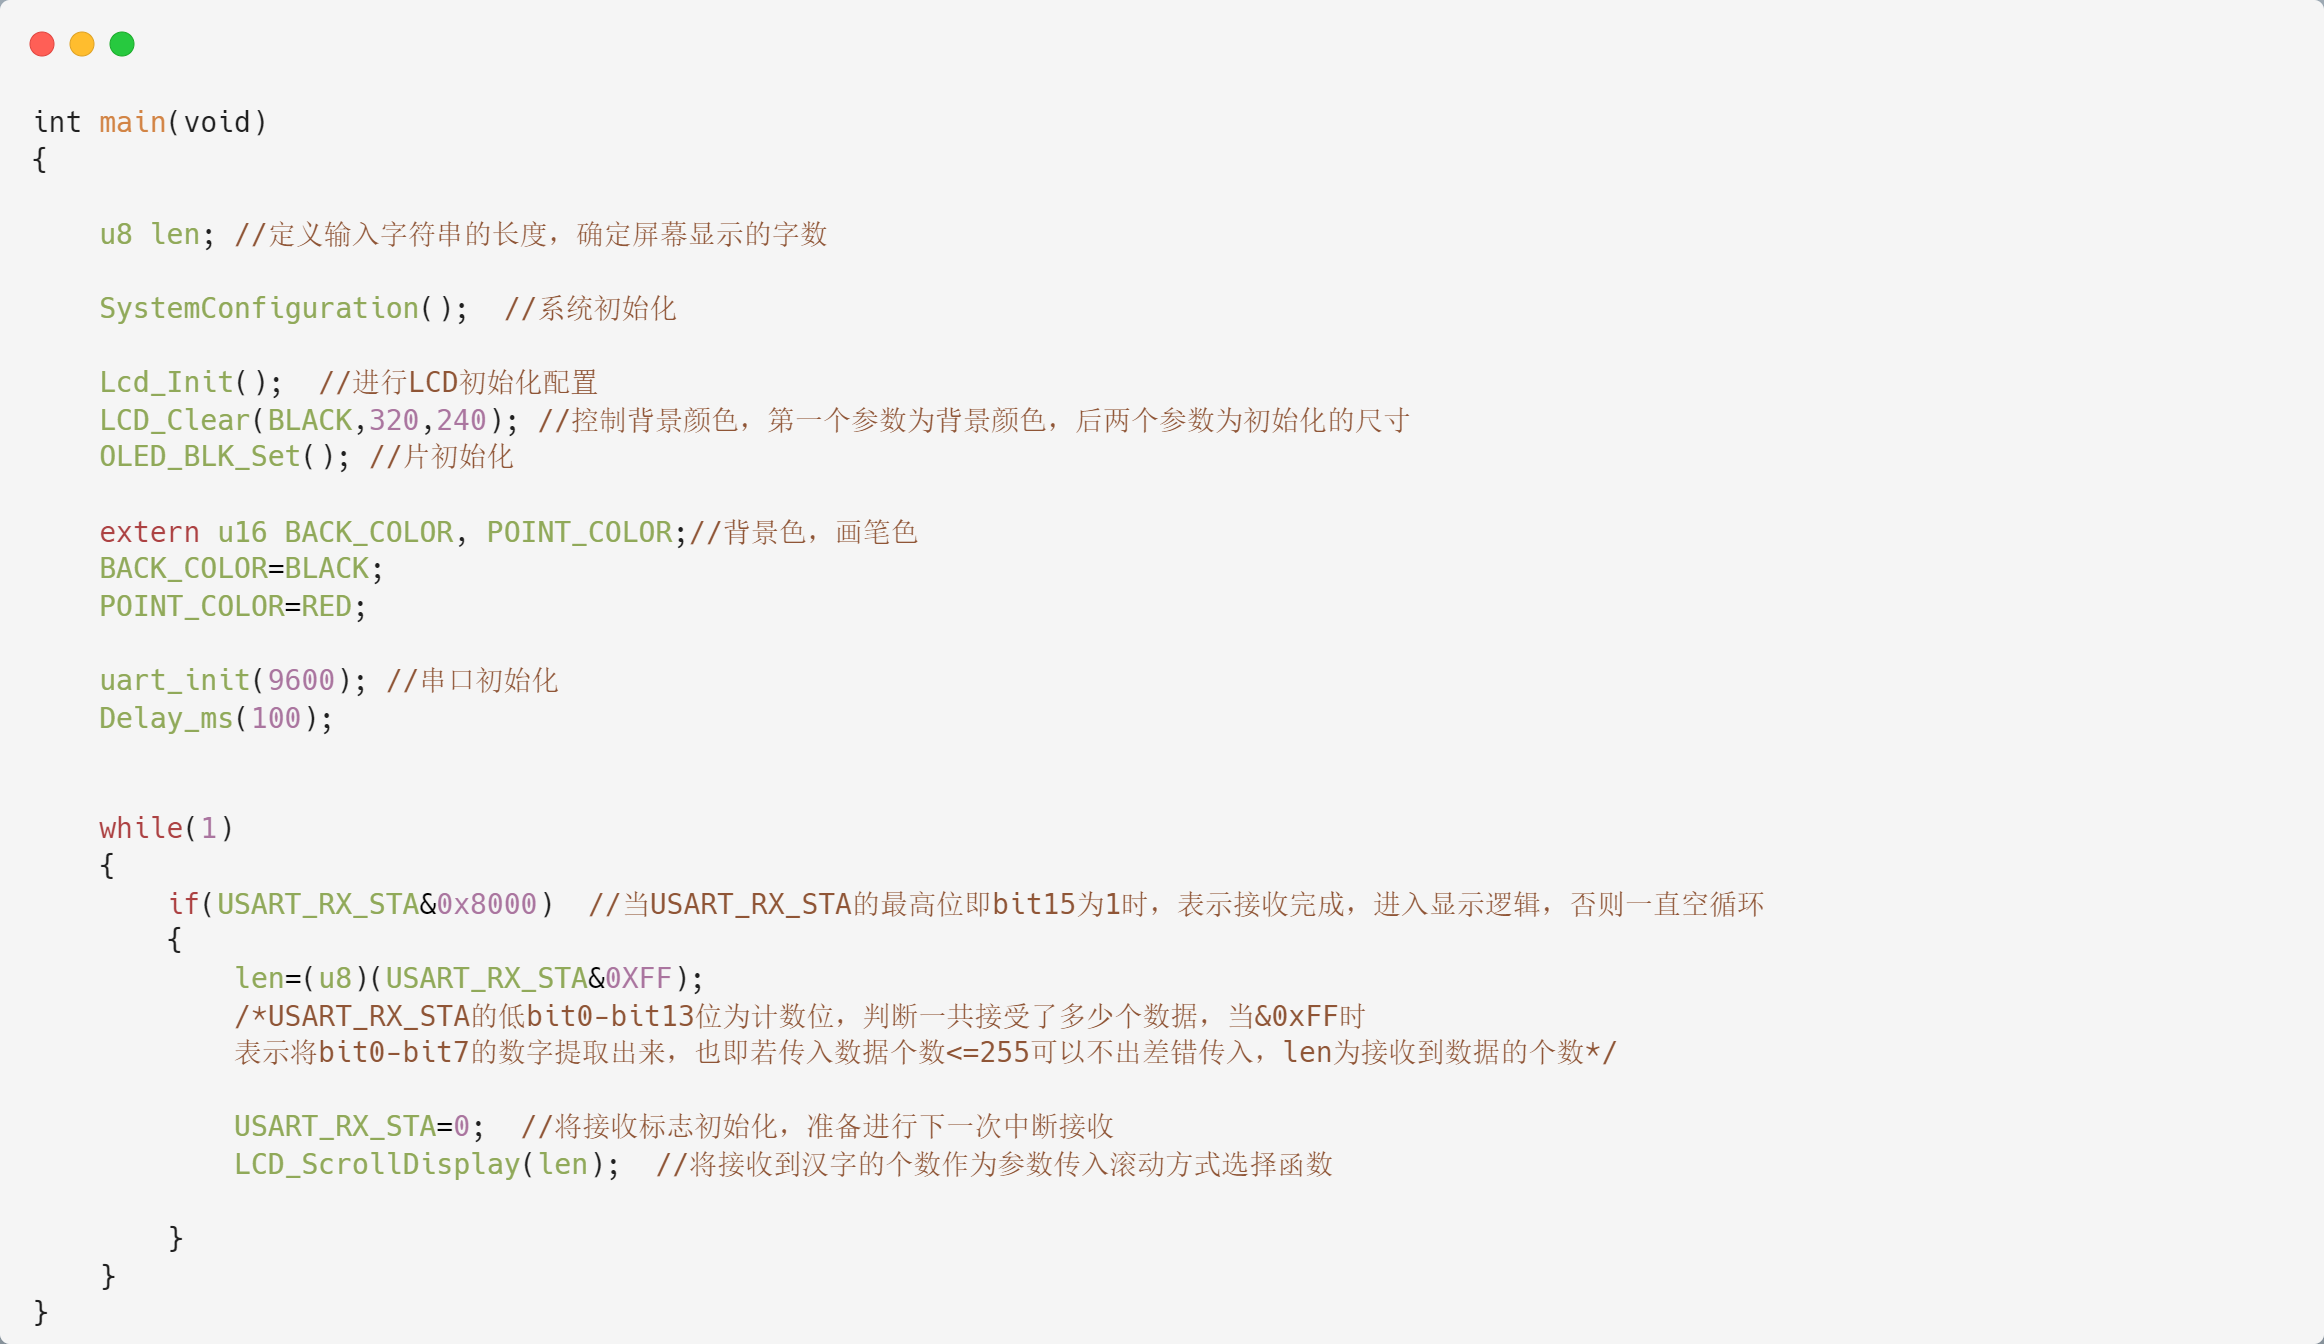 int main(void)
{
u8 len; //定义输入字符串的长度，确定屏幕显示的字数
SystemConfiguration();  //系统初始化
Lcd_Init();  //进行LCD初始化配置
LCD_Clear(BLACK,320,240); //控制背景颜色，第一个参数为背景颜色，后两个参数为初始化的尺寸
OLED_BLK_Set(); //片初始化
extern u16 BACK_COLOR, POINT_COLOR;//背景色，画笔色
BACK_COLOR=BLACK;
POINT_COLOR=RED;
uart_init(9600); //串口初始化
Delay_ms(100);
while(1)
{
if(USART_RX_STA&0x8000)  //当USART_RX_STA的最高位即bit15为1时，表示接收完成，进入显示逻辑，否则一直空循环
{
len=(u8)(USART_RX_STA&0XFF);
/*USART_RX_STA的低bit0-bit13位为计数位，判断一共接受了多少个数据，当&0xFF时
表示将bit0-bit7的数字提取出来，也即若传入数据个数<=255可以不出差错传入，len为接收到数据的个数*/
USART_RX_STA=0;  //将接收标志初始化，准备进行下一次中断接收
LCD_ScrollDisplay(len);  //将接收到汉字的个数作为参数传入滚动方式选择函数
}
}
}